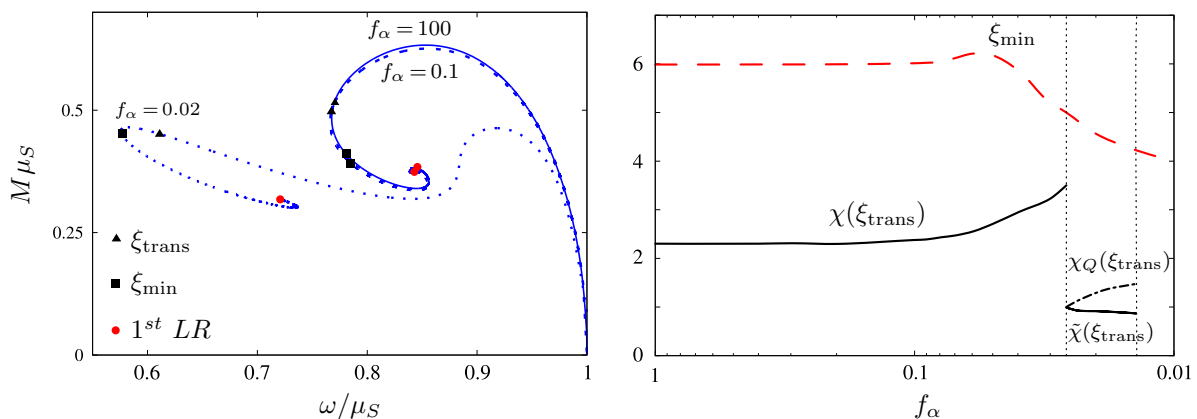 0
0.25
0.5
0.6
0.7
0.8
0.9
1
Mμ_S
ω/μ_S
f_α = 100
f_α = 0.1
f_α = 0.02
ξ_trans
ξ_min
1^st LR
0
2
4
6
1
0.1
0.01
f_α
ξ_min
χ(ξ_trans)
χ_Q(ξ_trans)
χ̃(ξ_trans)